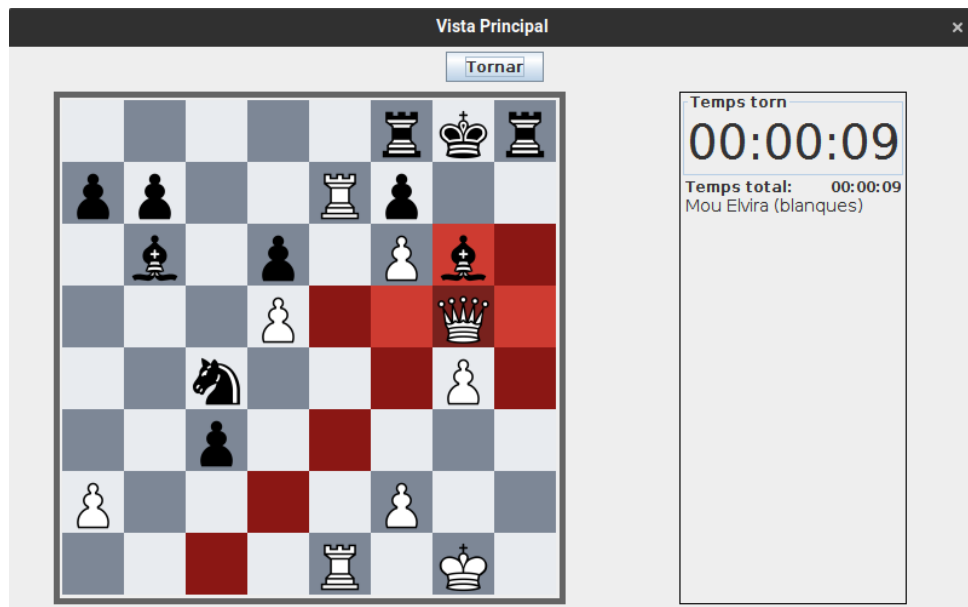 Vista Principal
Tornar
Temps torn
00:00:09
Temps total: 00:00:09
Mou Elvira (blanques)